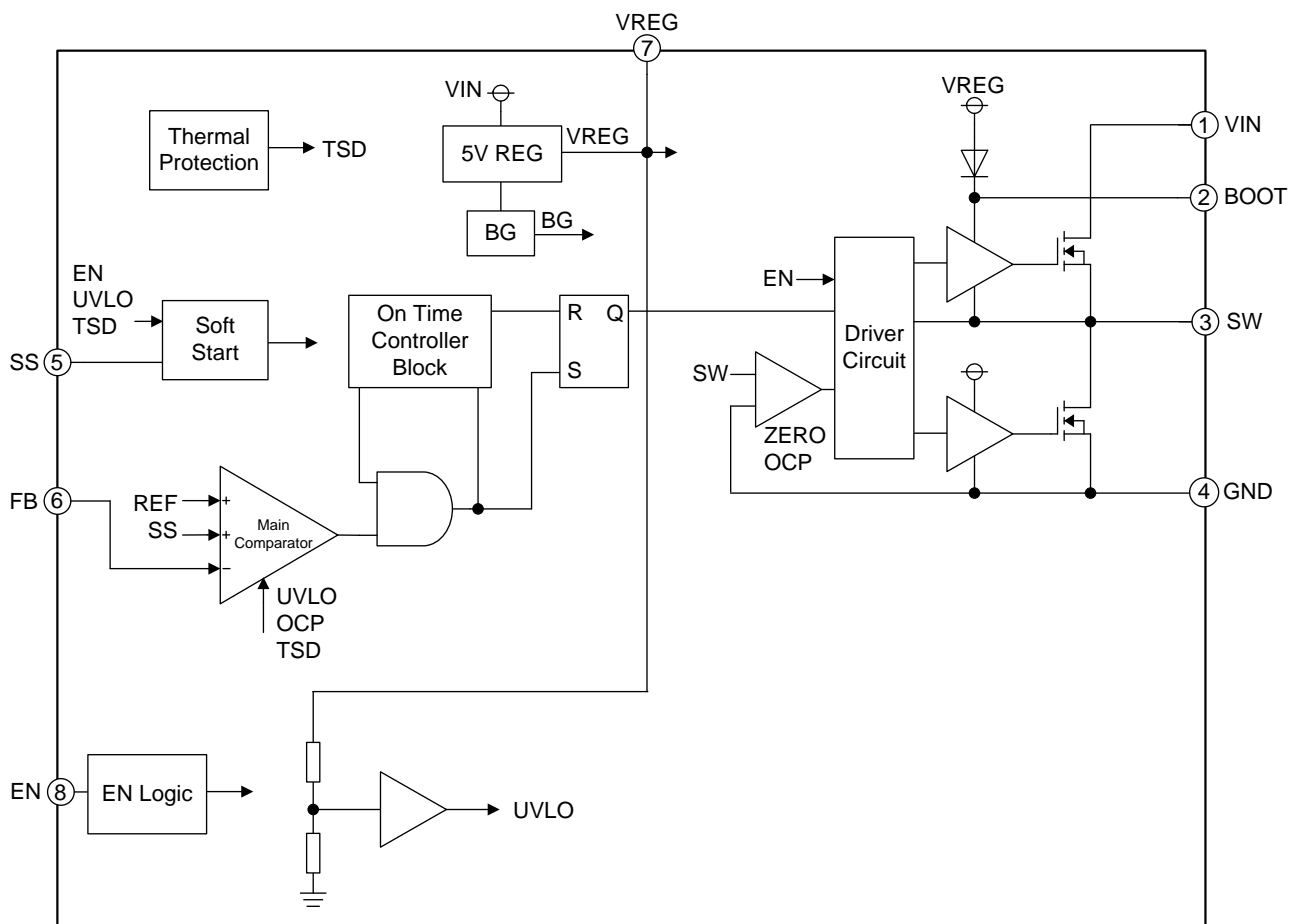 VREG
7
VIN
VREG
1
VIN
Thermal
Protection
TSD
5V REG
VREG
2
BOOT
BG
BG
EN
UVLO
TSD
Soft
Start
On Time
Controller
Block
R
Q
S
EN
Driver
Circuit
3
SW
SS
5
SW
ZERO
OCP
FB
6
REF
+
SS
+
Main
Comparator
−
4
GND
UVLO
OCP
TSD
EN
8
EN Logic
UVLO